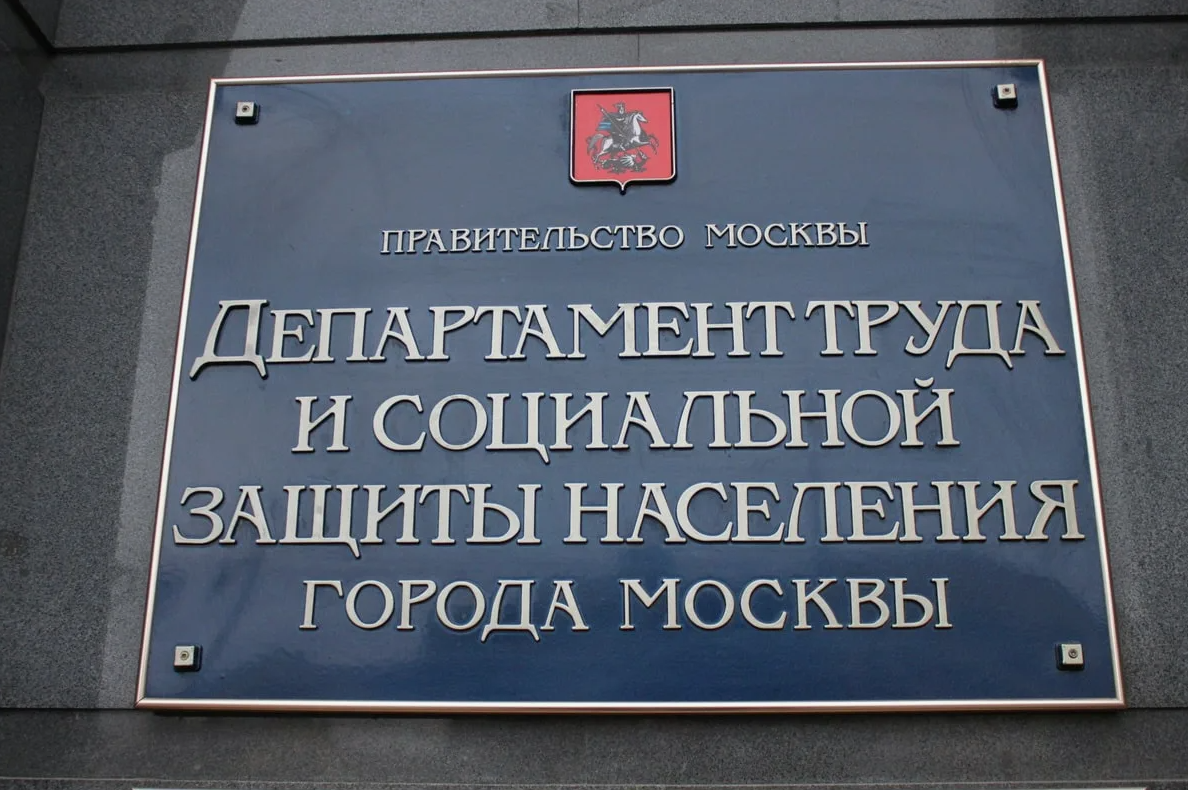 ПРАВИТЕЛЬСТВО МОСКВЫ
ДЕПАРТАМЕНТ ТРУДА
И СОЦИАЛЬНОЙ
ЗАЩИТЫ НАСЕЛЕНИЯ
ГОРОДА МОСКВЫ